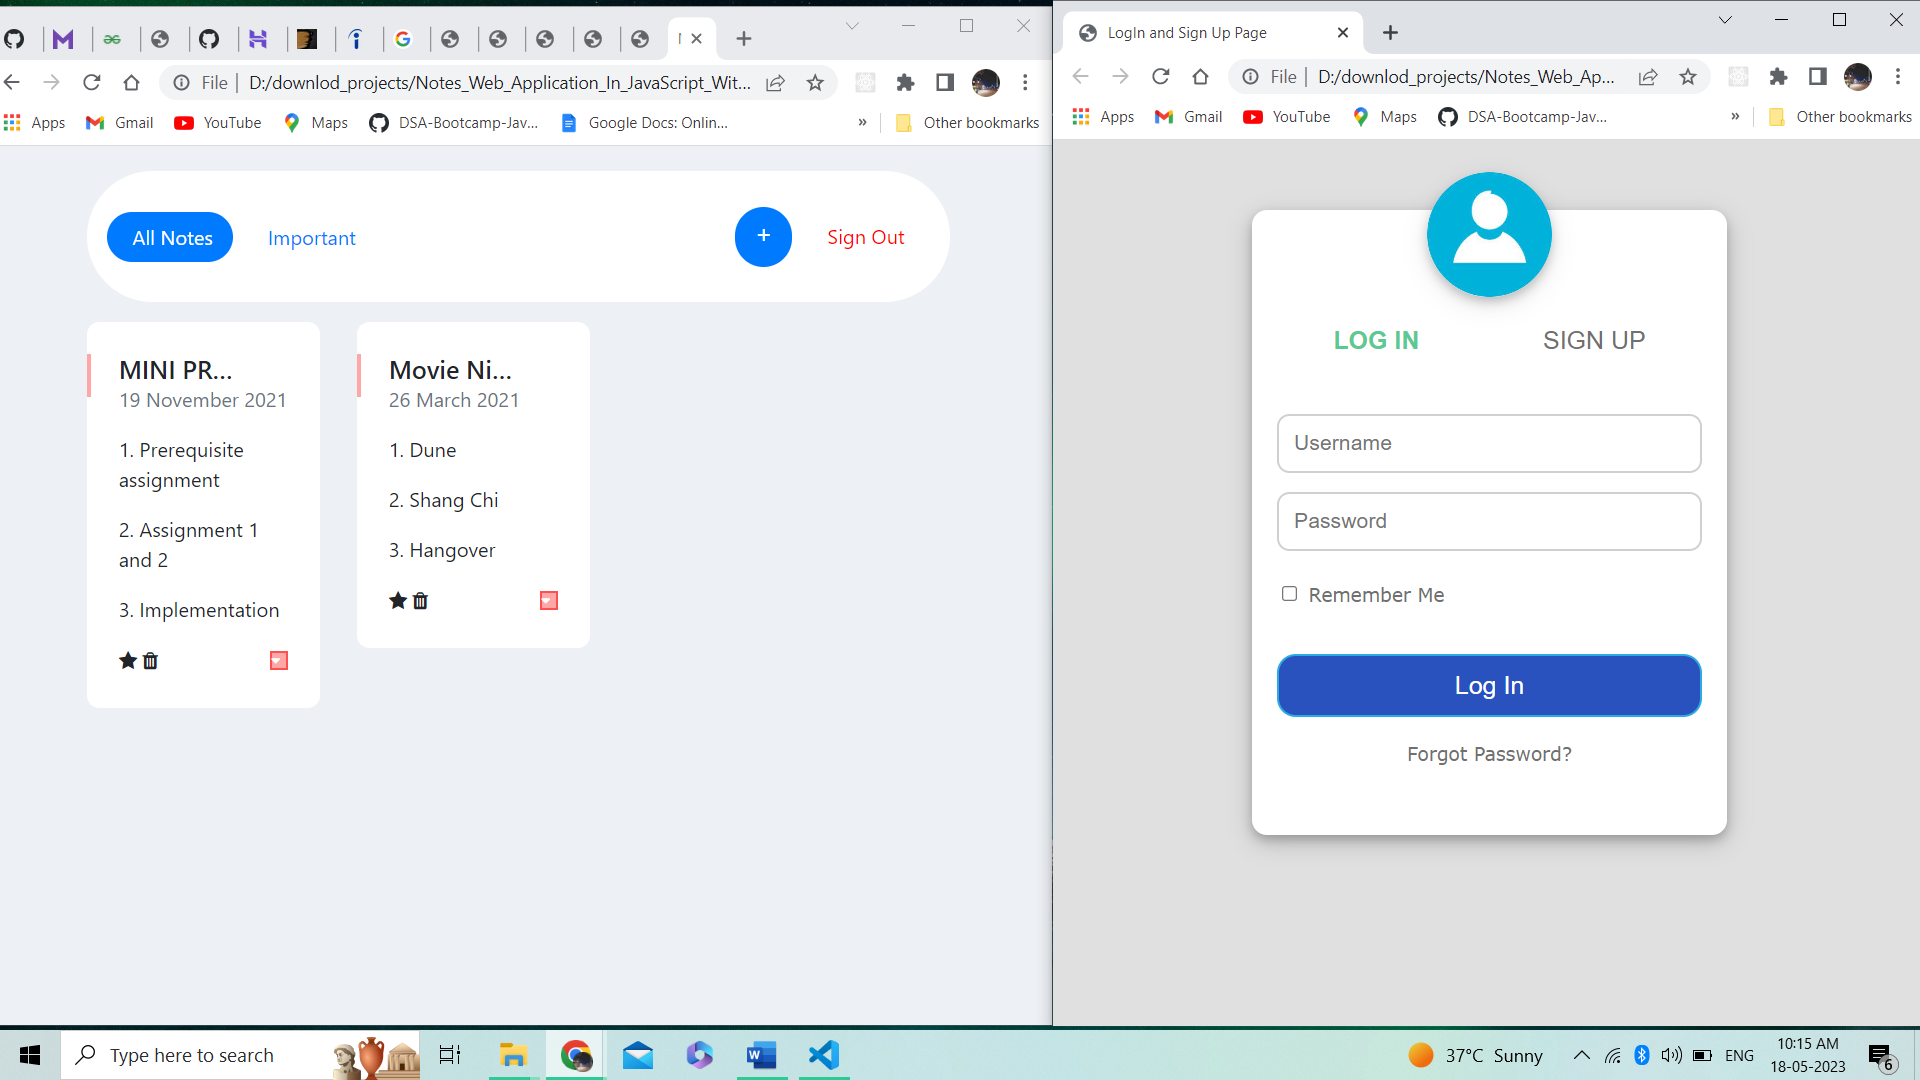 File | D:/downlod_projects/Notes_Web_Application_In_JavaScript_Wit...
Apps Gmail YouTube Maps DSA-Bootcamp-Jav... Google Docs: Onlin... » Other bookmarks
All Notes Important + Sign Out
MINI PR...
19 November 2021
1. Prerequisite
assignment
2. Assignment 1
and 2
3. Implementation
Movie Ni...
26 March 2021
1. Dune
2. Shang Chi
3. Hangover
LogIn and Sign Up Page
File | D:/downlod_projects/Notes_Web_Ap...
Apps Gmail YouTube Maps DSA-Bootcamp-Jav... » Other bookmarks
LOG IN SIGN UP
Username
Password
Remember Me
Log In
Forgot Password?
Type here to search
37°C Sunny
ENG
10:15 AM
18-05-2023
6